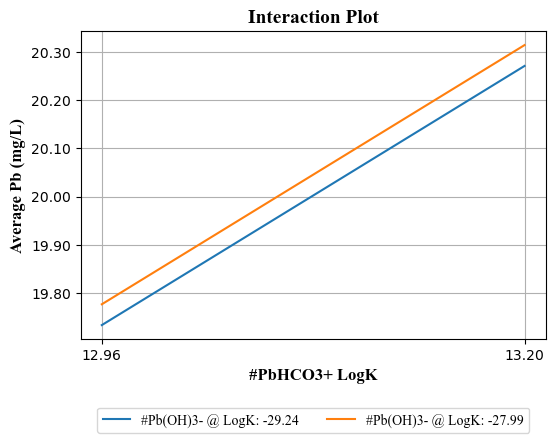 Interaction Plot
Average Pb (mg/L)
20.30
20.20
20.10
20.00
19.90
19.80
12.96
13.20
#PbHCO3+ LogK
#Pb(OH)3- @ LogK: -29.24
#Pb(OH)3- @ LogK: -27.99